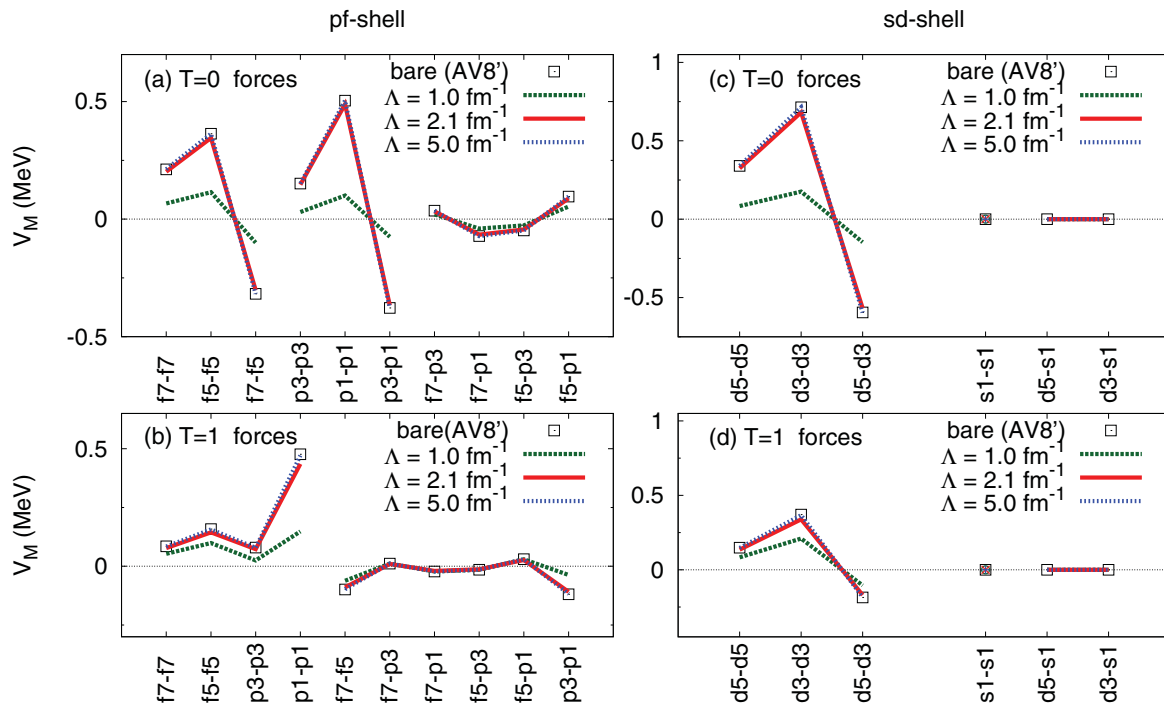 pf-shell
sd-shell
(a) T=0 forces
bare (AV8')
Λ = 1.0 fm⁻¹
Λ = 2.1 fm⁻¹
Λ = 5.0 fm⁻¹
V_M (MeV)
0.5
0
-0.5
f7-f7
f5-f5
f7-f5
p3-p3
p1-p1
p3-p1
f7-p3
f7-p1
f5-p3
f5-p1
(c) T=0 forces
bare (AV8')
Λ = 1.0 fm⁻¹
Λ = 2.1 fm⁻¹
Λ = 5.0 fm⁻¹
1
0.5
0
-0.5
d5-d5
d3-d3
d5-d3
s1-s1
d5-s1
d3-s1
(b) T=1 forces
bare(AV8')
Λ = 1.0 fm⁻¹
Λ = 2.1 fm⁻¹
Λ = 5.0 fm⁻¹
V_M (MeV)
0.5
0
f7-f7
f5-f5
p3-p3
p1-p1
f7-f5
f7-p3
f7-p1
f5-p3
f5-p1
p3-p1
(d) T=1 forces
bare (AV8')
Λ = 1.0 fm⁻¹
Λ = 2.1 fm⁻¹
Λ = 5.0 fm⁻¹
1
0.5
0
d5-d5
d3-d3
d5-d3
s1-s1
d5-s1
d3-s1